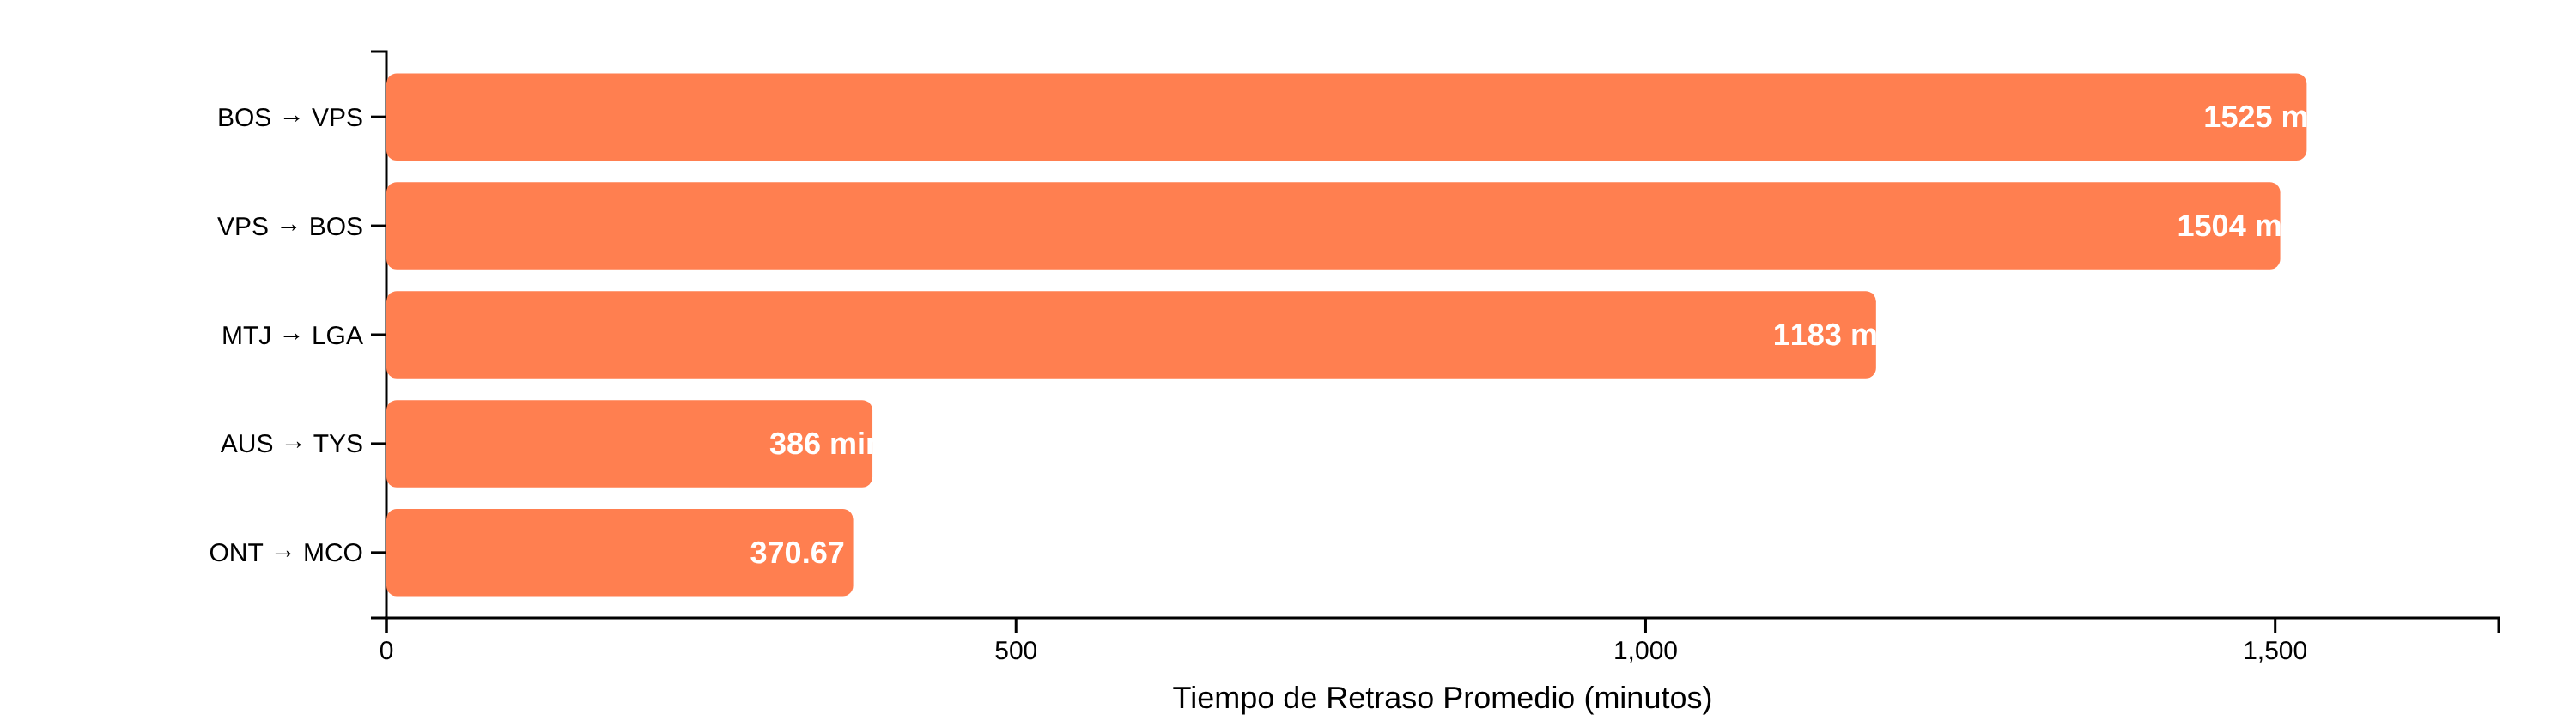 BOS → VPS
1525 m
VPS → BOS
1504 m
MTJ → LGA
1183 m
AUS → TYS
386 min
ONT → MCO
370.67
0
500
1,000
1,500
Tiempo de Retraso Promedio (minutos)